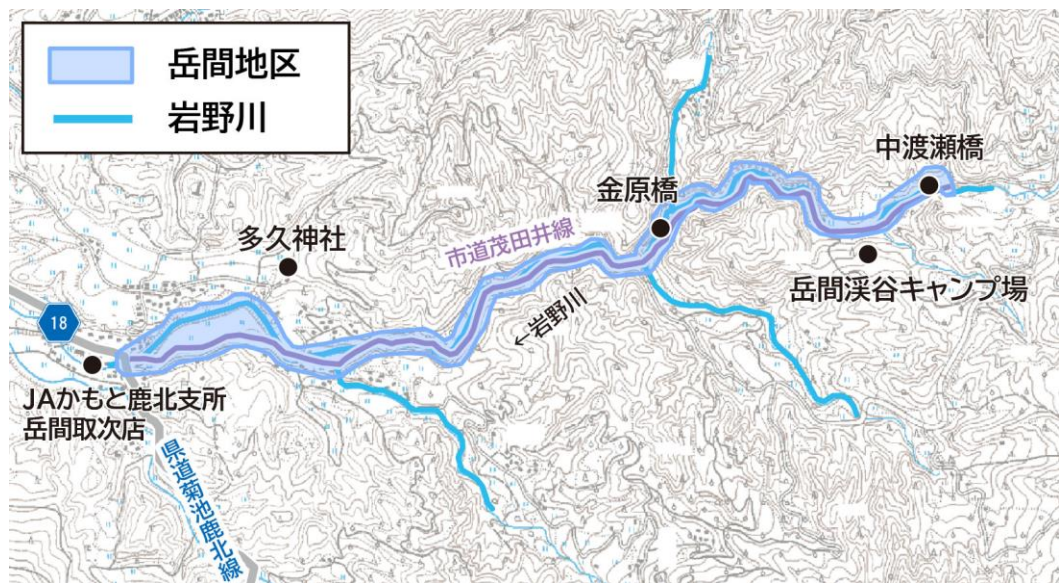 岳間地区
岩野川
中渡瀬橋
金原橋
多久神社
市道茂田井線
岳間渓谷キャンプ場
←岩野川
18
JAかもと鹿北支所
岳間取次店
県道菊池鹿北線